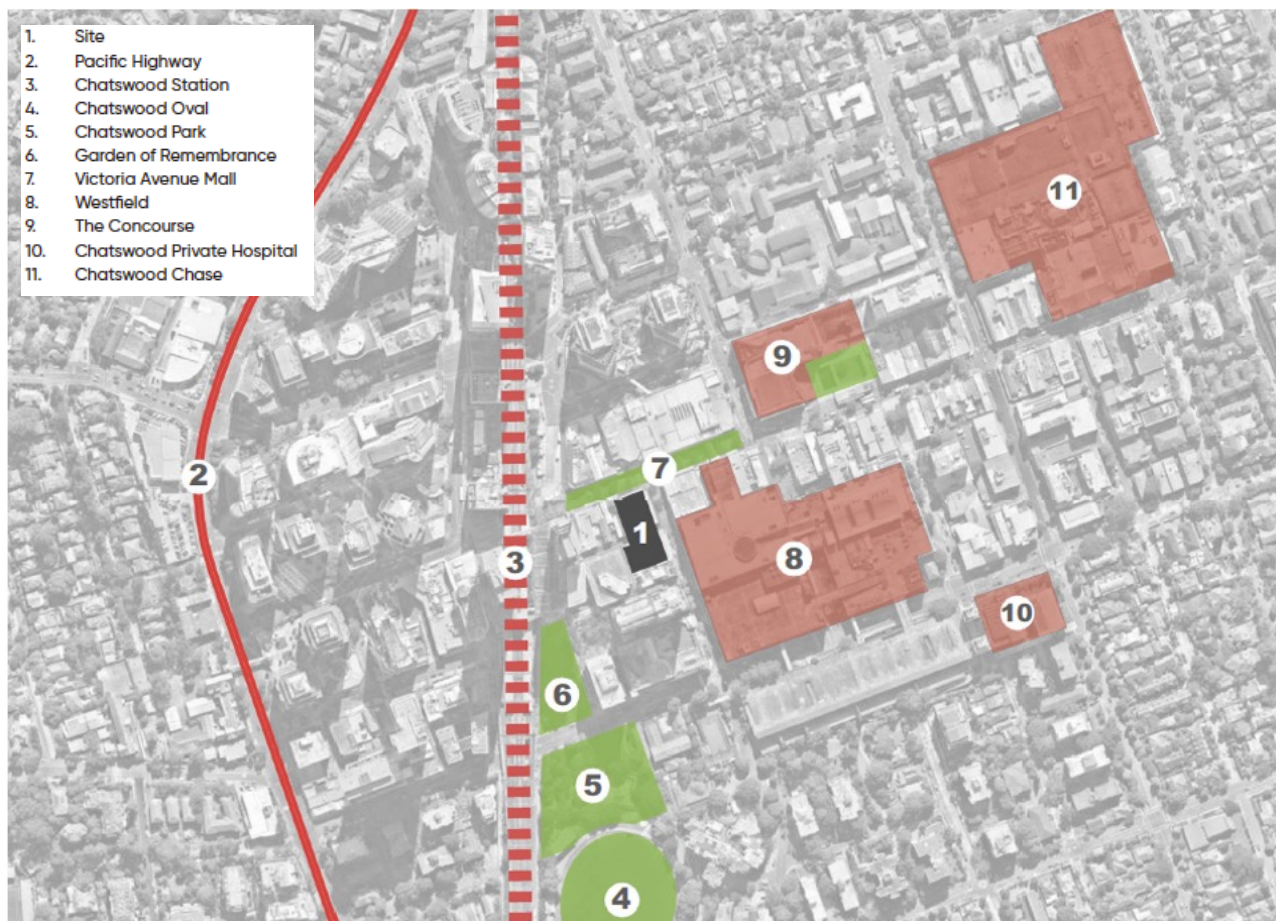 1. Site
2. Pacific Highway
3. Chatswood Station
4. Chatswood Oval
5. Chatswood Park
6. Garden of Remembrance
7. Victoria Avenue Mall
8. Westfield
9. The Concourse
10. Chatswood Private Hospital
11. Chatswood Chase
11
9
7
2
1
3
8
10
6
5
4